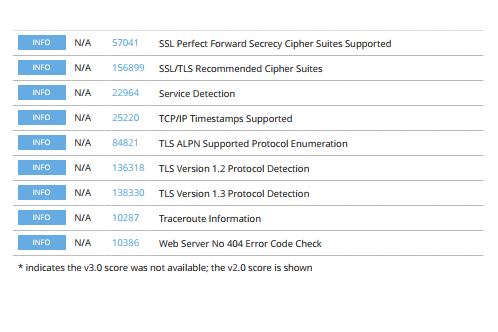 INFO N/A 57041 SSL Perfect Forward Secrecy Cipher Suites Supported
INFO N/A 156899 SSL/TLS Recommended Cipher Suites
INFO N/A 22964 Service Detection
INFO N/A 25220 TCP/IP Timestamps Supported
INFO N/A 84821 TLS ALPN Supported Protocol Enumeration
INFO N/A 136318 TLS Version 1.2 Protocol Detection
INFO N/A 138330 TLS Version 1.3 Protocol Detection
INFO N/A 10287 Traceroute Information
INFO N/A 10386 Web Server No 404 Error Code Check
* indicates the v3.0 score was not available; the v2.0 score is shown